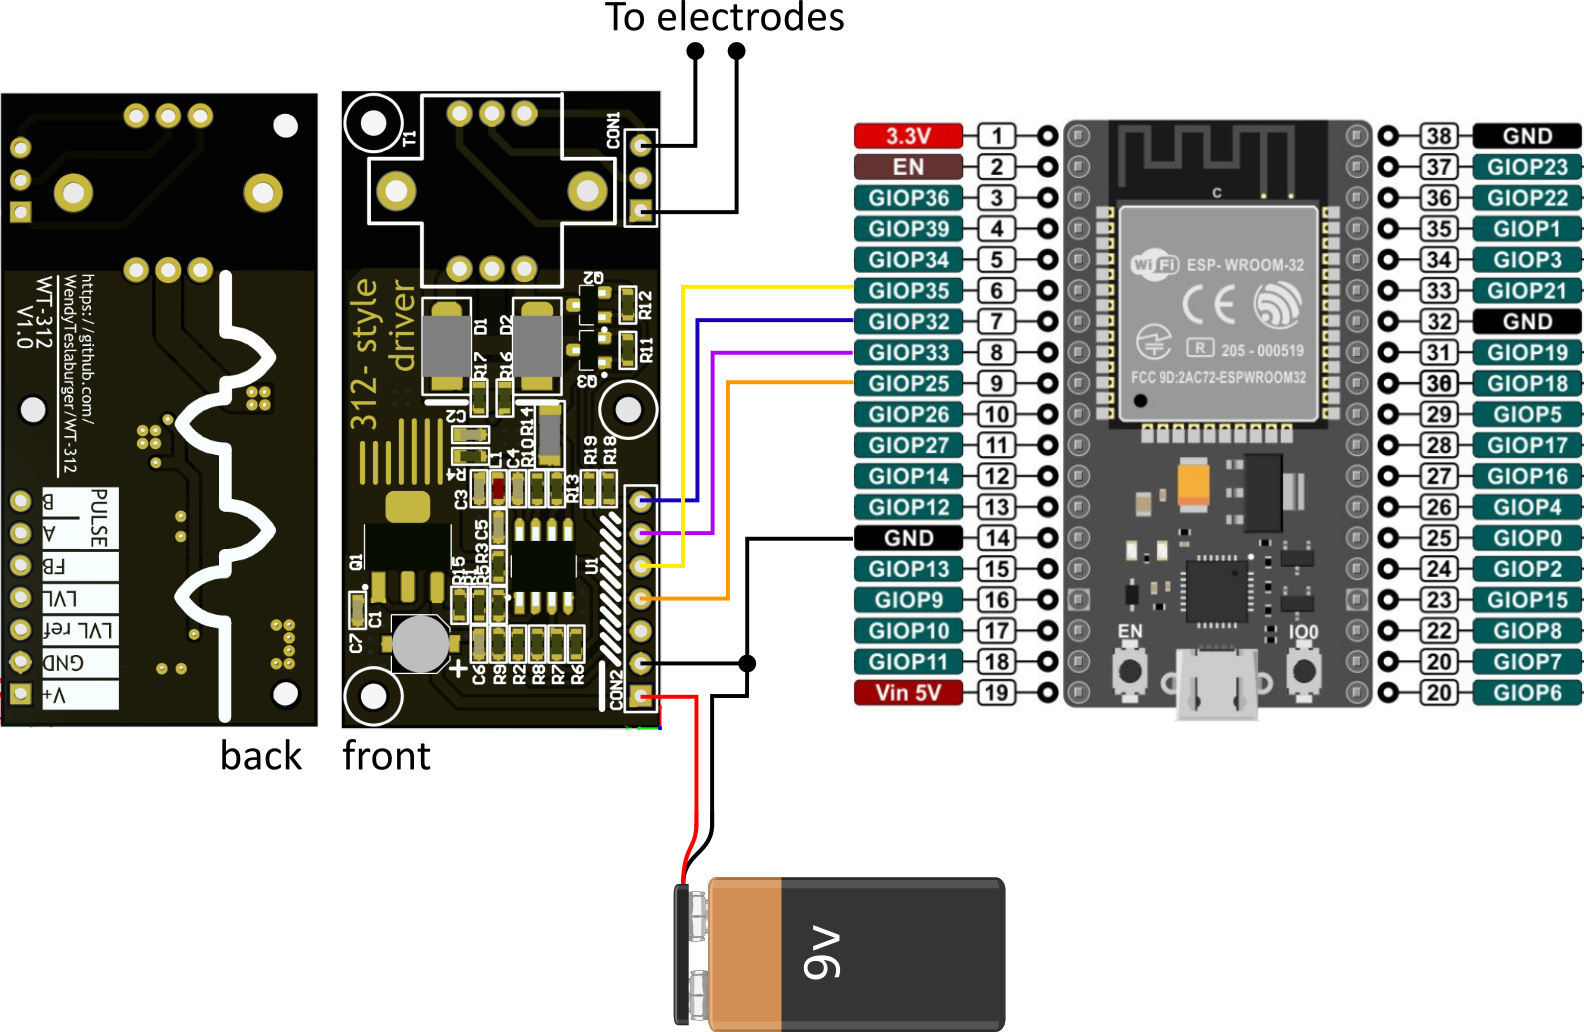 To electrodes
https://github.com/
WendyTeslaburger/WT-312
WT-312
V1.0
PULSE
B
A
FB
LVL
LVL ref
GND
V+
back
T1
CON1
312-style
driver
D1
D2
Q2
Q3
R12
R11
R17
R16
C2
R14
R10
C4
L1
R19
R18
R13
C3
C5
R3
Q1
R15
R5
U1
C1
C7
C6
R9
R2
R8
R7
R6
CON2
+
front
3.3V 1
EN 2
GIOP36 3
GIOP39 4
GIOP34 5
GIOP35 6
GIOP32 7
GIOP33 8
GIOP25 9
GIOP26 10
GIOP27 11
GIOP14 12
GIOP12 13
GND 14
GIOP13 15
GIOP9 16
GIOP10 17
GIOP11 18
Vin 5V 19
C
WiFi ESP-WROOM-32
CE
R 205-000519
FCC 9D:2AC72-ESPWROOM32
EN
IO0
38 GND
37 GIOP23
36 GIOP22
35 GIOP1
34 GIOP3
33 GIOP21
32 GND
31 GIOP19
30 GIOP18
29 GIOP5
28 GIOP17
27 GIOP16
26 GIOP4
25 GIOP0
24 GIOP2
23 GIOP15
22 GIOP8
20 GIOP7
20 GIOP6
9v